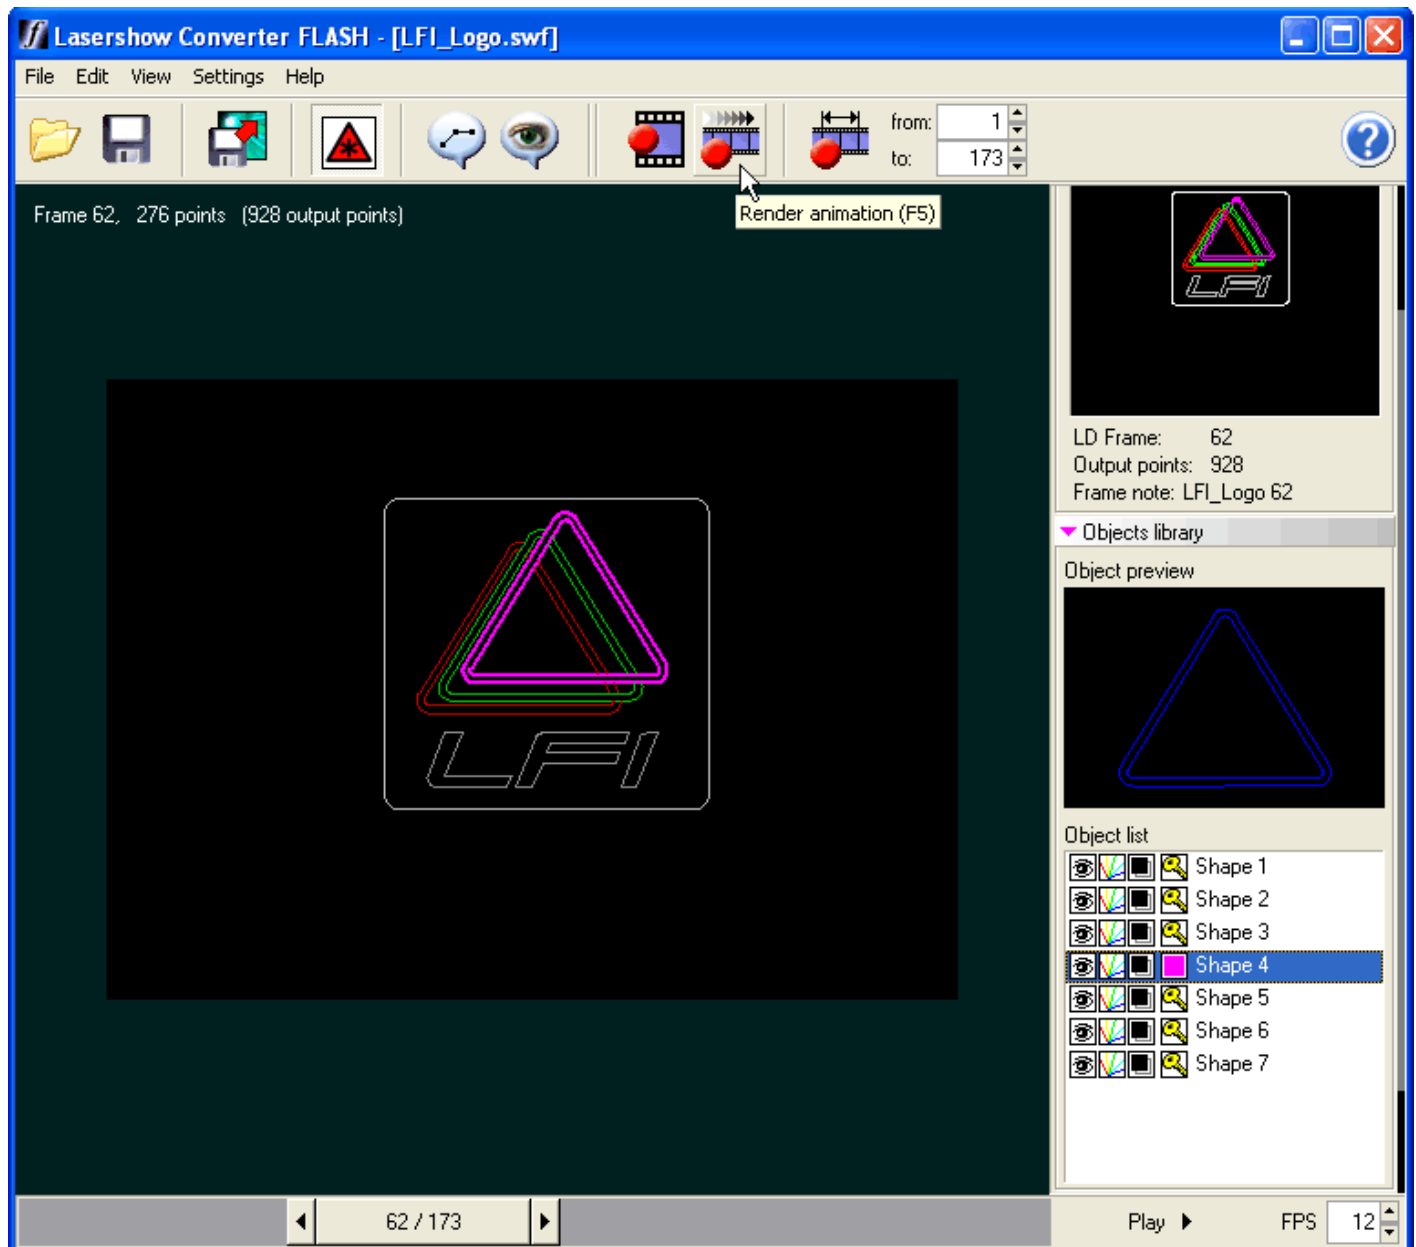 Lasershow Converter FLASH - [LFI_Logo.swf]
File Edit View Settings Help
from: 1
to: 173
Render animation (F5)
Frame 62, 276 points (928 output points)
LFI
LFI
LD Frame: 62
Output points: 928
Frame note: LFI_Logo 62
Objects library
Object preview
Object list
Shape 1
Shape 2
Shape 3
Shape 4
Shape 5
Shape 6
Shape 7
62 / 173
Play
FPS 12